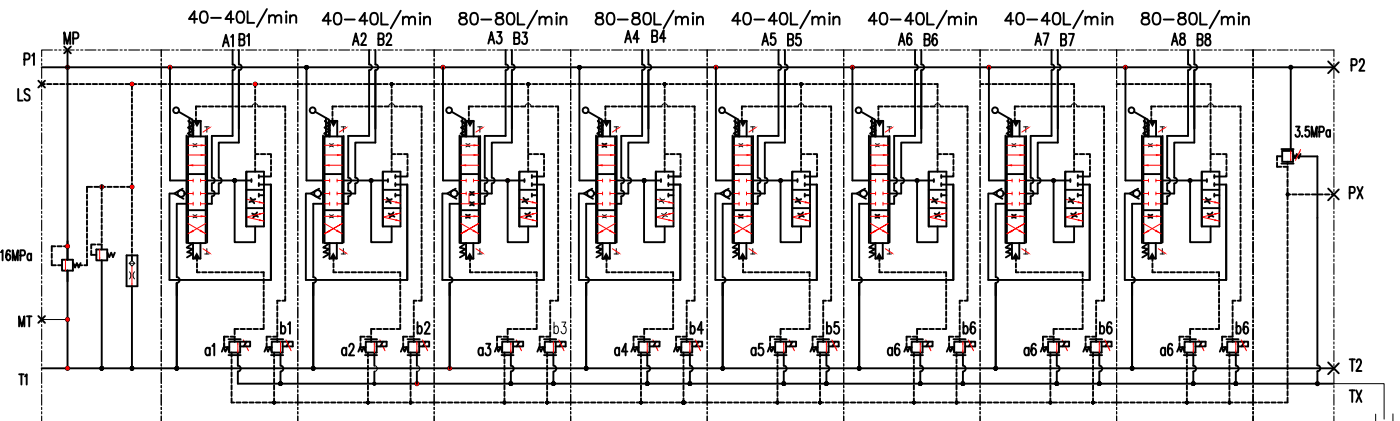 40-40L/min 40-40L/min 80-80L/min 80-80L/min 40-40L/min 40-40L/min 40-40L/min 80-80L/min
MP A1 B1 A2 B2 A3 B3 A4 B4 A5 B5 A6 B6 A7 B7 A8 B8
P1 P2
LS
3.5MPa
PX
16MPa
MT
b1 b2 b3 b4 b5 b6 b6 b6
a1 a2 a3 a4 a5 a6 a6 a6
T1 T2
TX